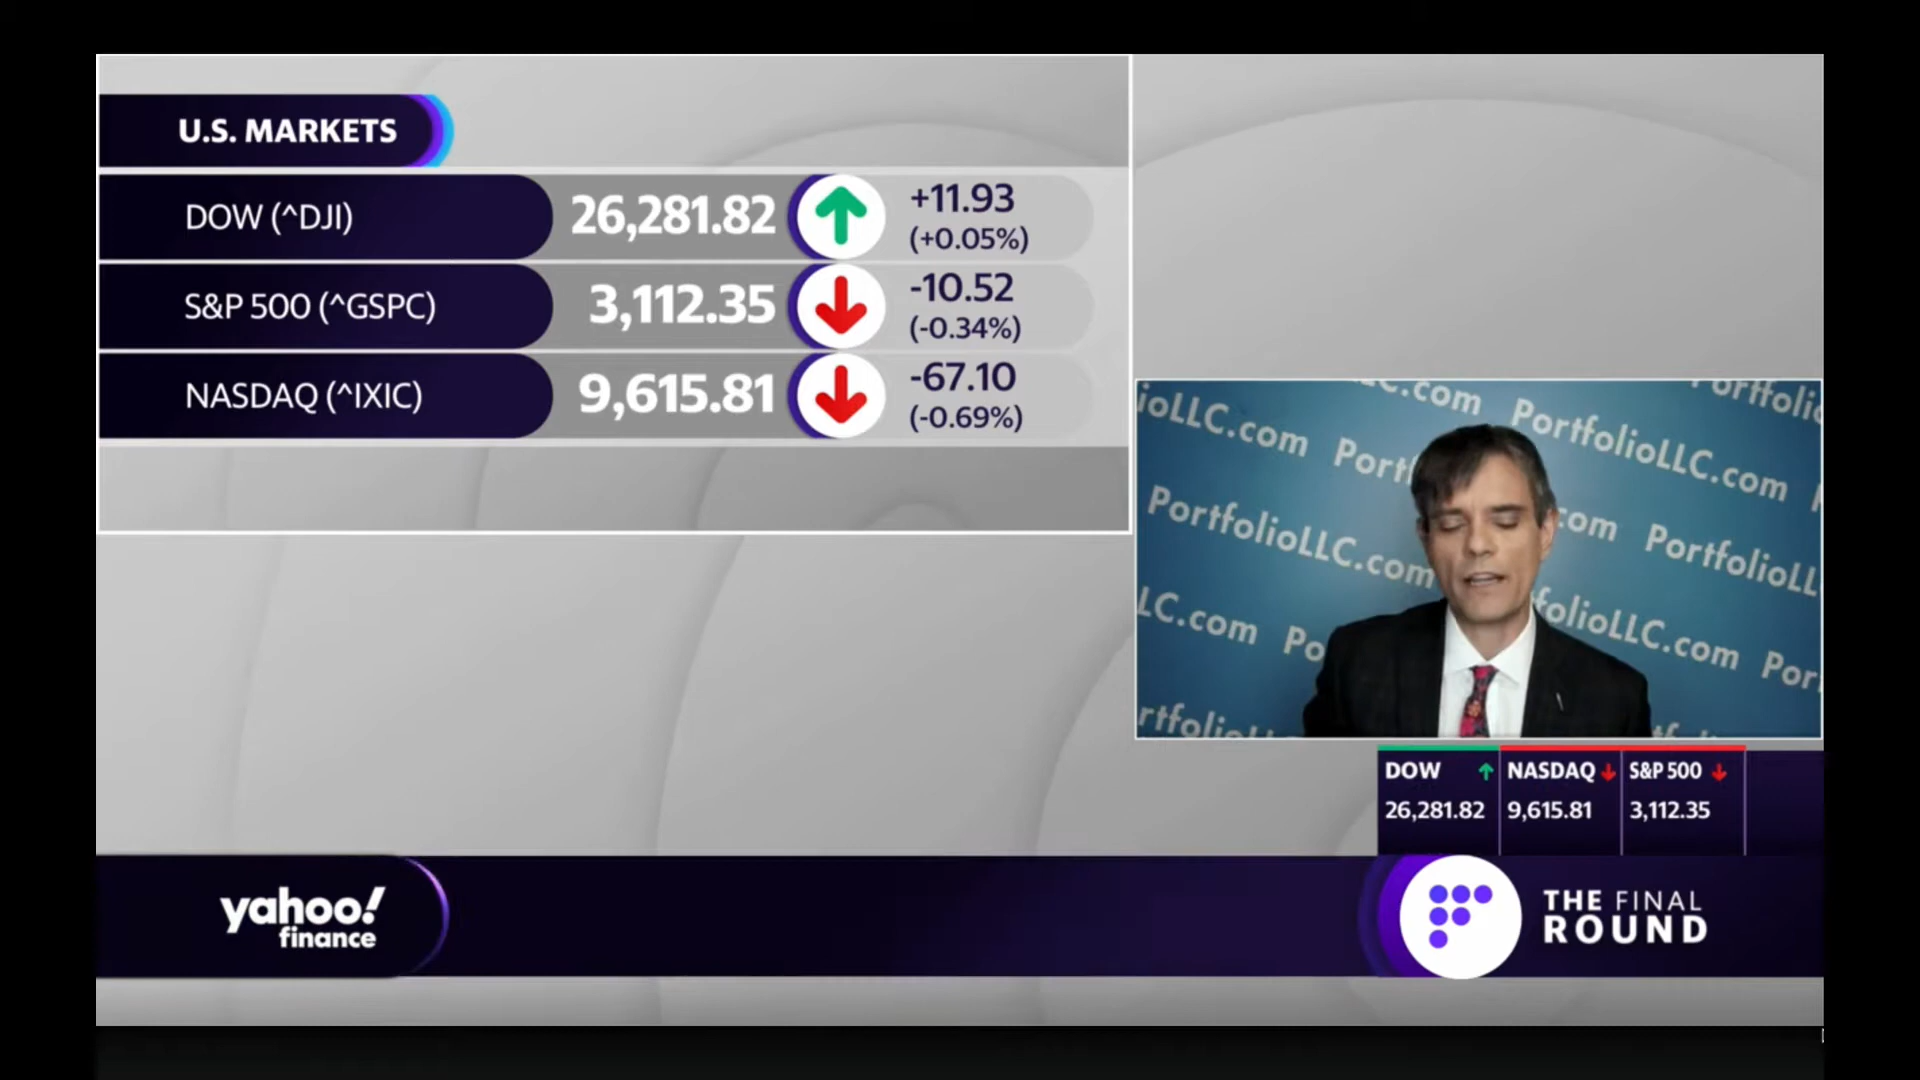 U.S. MARKETS
DOW (^DJI) 26,281.82 +11.93 (+0.05%)
S&P 500 (^GSPC) 3,112.35 -10.52 (-0.34%)
NASDAQ (^IXIC) 9,615.81 -67.10 (-0.69%)
PortfolioLLC.com
PortfolioLLC.com
DOW NASDAQ S&P 500
26,281.82 9,615.81 3,112.35
yahoo!
finance
THE FINAL
ROUND